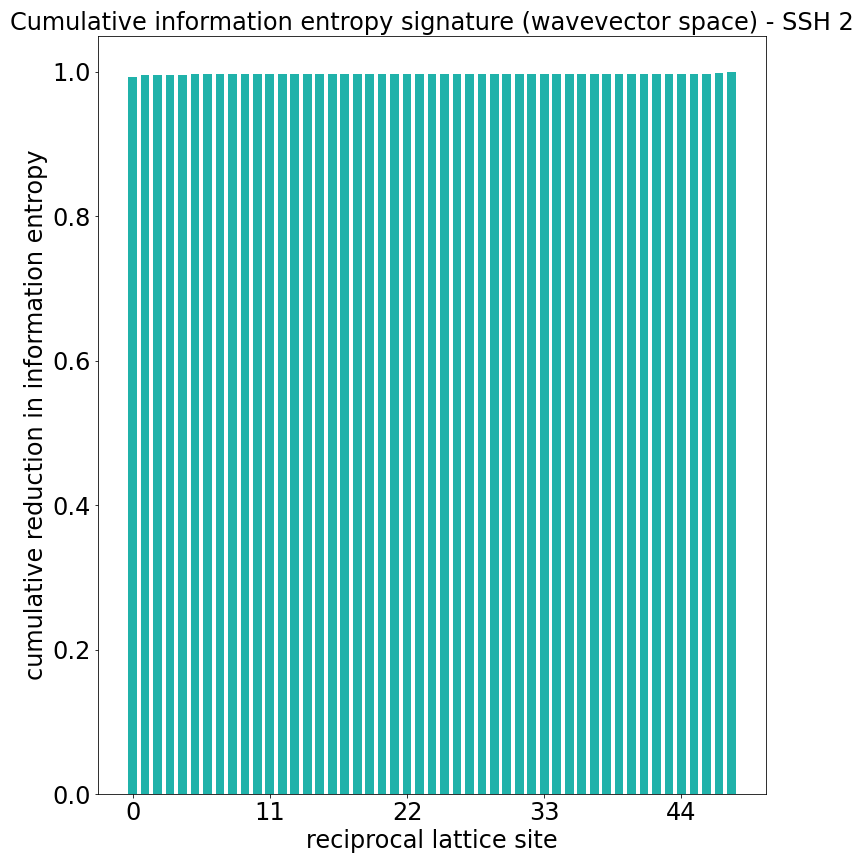 Cumulative information entropy signature (wavevector space) - SSH 2
1.0
0.8
0.6
0.4
0.2
0.0
cumulative reduction in information entropy
0 11 22 33 44
reciprocal lattice site